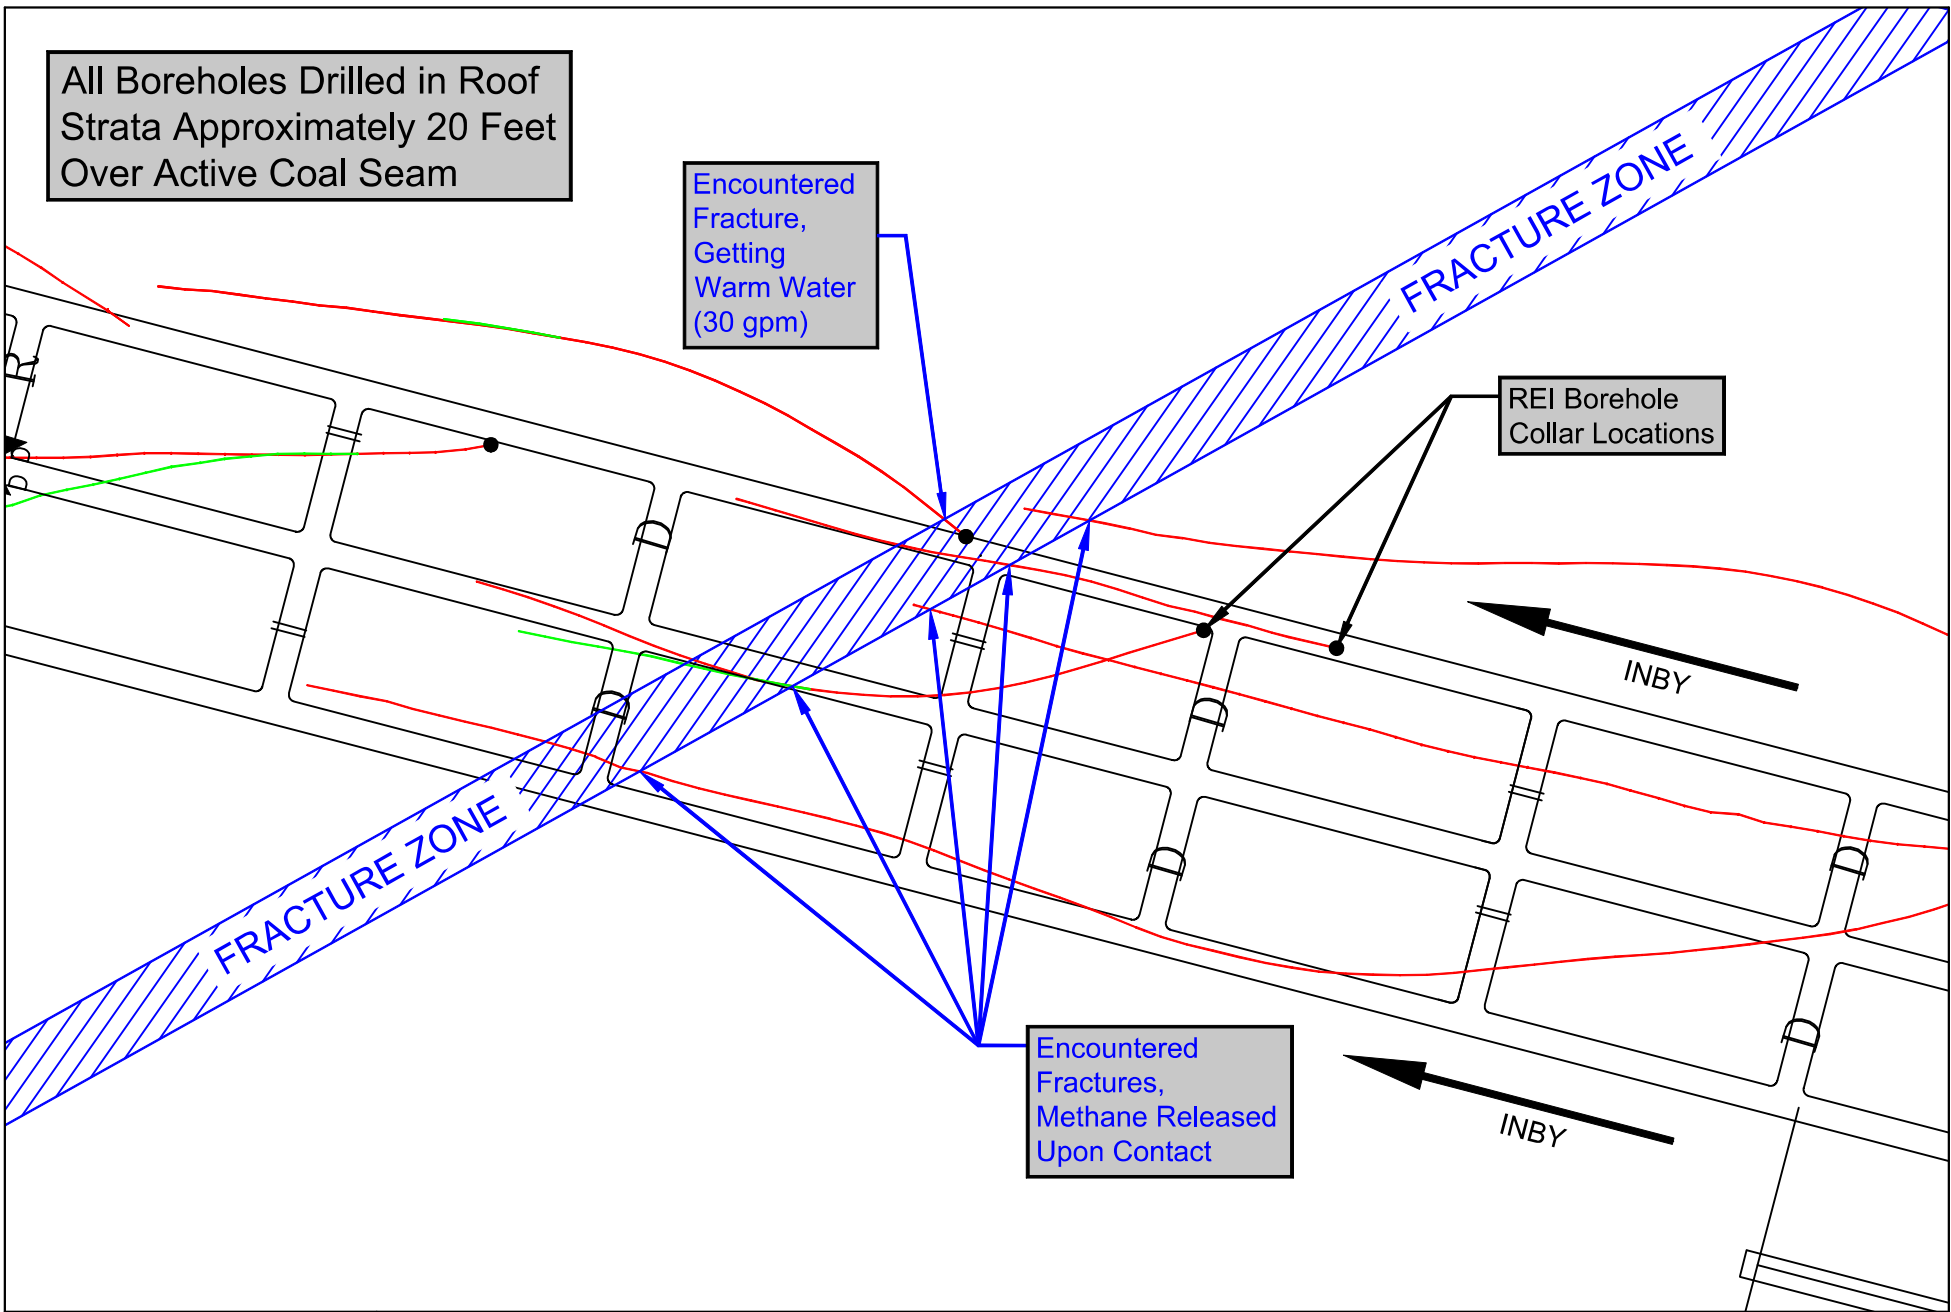 All Boreholes Drilled in Roof
Strata Approximately 20 Feet
Over Active Coal Seam
Encountered
Fracture,
Getting
Warm Water
(30 gpm)
FRACTURE ZONE
REI Borehole
Collar Locations
R
INBY
FRACTURE ZONE
Encountered
Fractures,
Methane Released
Upon Contact
INBY